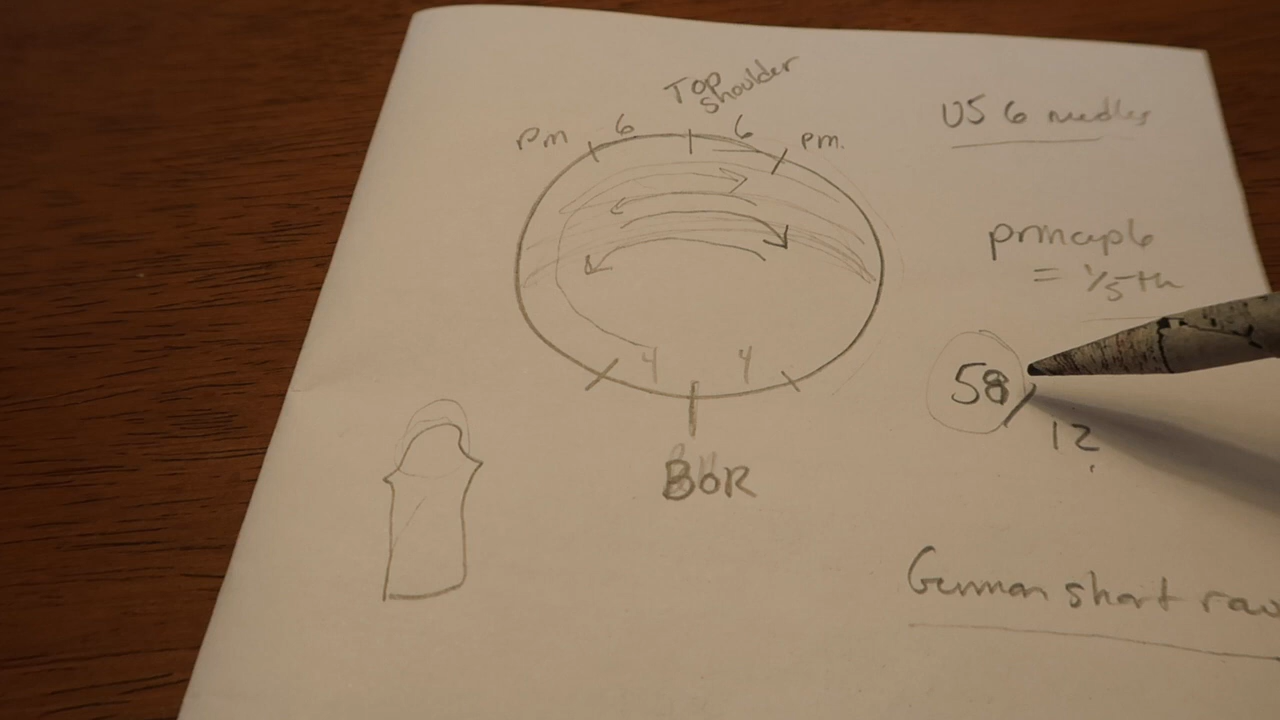 Top
shoulder
pm 6 6 pm.
4 4
BOR
US 6 needles
principle
= 1/5th
58
12
German short row